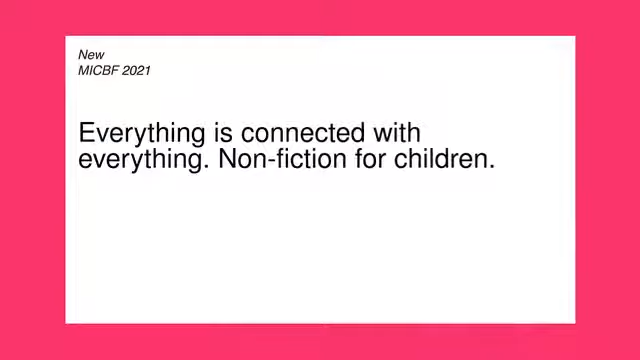 New
MICBF 2021
Everything is connected with
everything. Non-fiction for children.